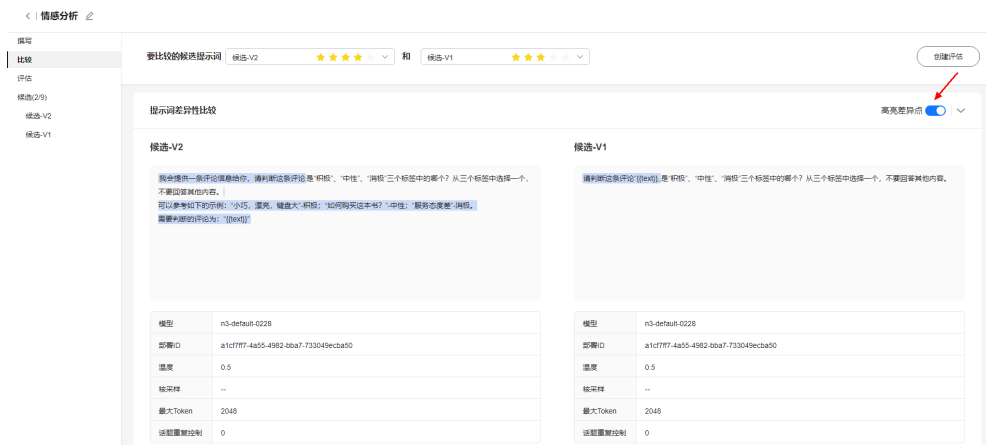 情感分析
撰写
比较
评估
候选(2/9)
候选-V2
候选-V1
要比较的候选提示词 候选-V2 和 候选-V1 创建评估
提示词差异性比较 高亮差异点
候选-V2
我会提供一条评论信息给你，请判断这条评论是“积极”、“中性”、“消极”三个标签中的哪个？从三个标签中选择一个，
不要回答其他内容。
可以参考如下的示例：“小巧，漂亮，键盘大”-积极；“如何购买这本书？”-中性；“服务态度差”-消极。
需要判断的评论为：“{{text}}”
模型 n3-default-0228
部署ID a1cf7ff7-4a55-4982-bba7-733049ecba50
温度 0.5
核采样 --
最大Token 2048
话题重复控制 0
候选-V1
请判断这条评论“{{text}}，是“积极”、“中性”、“消极”三个标签中的哪个？从三个标签中选择一个，不要回答其他内容。
模型 n3-default-0228
部署ID a1cf7ff7-4a55-4982-bba7-733049ecba50
温度 0.5
核采样 --
最大Token 2048
话题重复控制 0